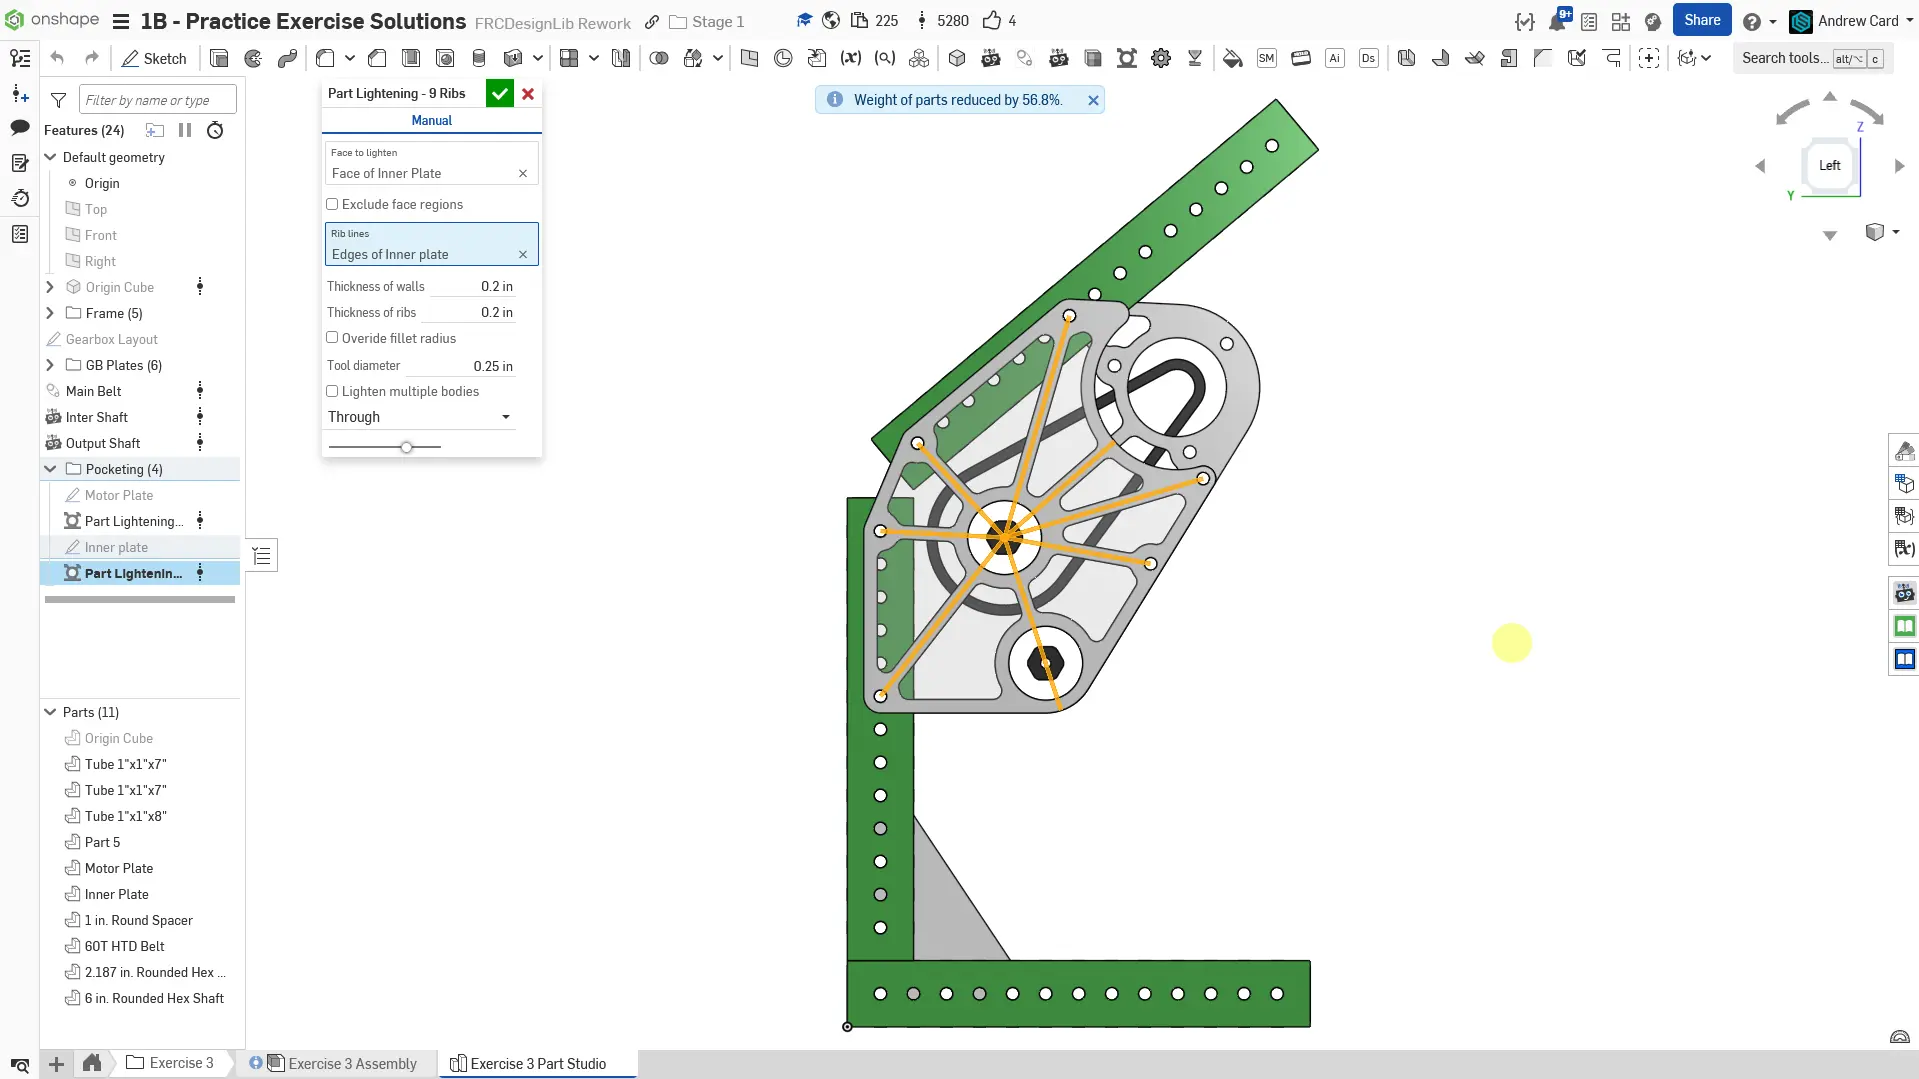 onshape
1B - Practice Exercise Solutions
FRCDesignLib Rework
Stage 1
225
5280
4
9+
Share
Andrew Card
Sketch
(x)
SM
Ai
Ds
Search tools...
alt/⌥ c
Filter by name or type
Features (24)
Default geometry
Origin
Top
Front
Right
Origin Cube
Frame (5)
Gearbox Layout
GB Plates (6)
Main Belt
Inter Shaft
Output Shaft
Pocketing (4)
Motor Plate
Part Lightening...
Inner plate
Part Lightenin...
Parts (11)
Origin Cube
Tube 1"x1"x7"
Tube 1"x1"x7"
Tube 1"x1"x8"
Part 5
Motor Plate
Inner Plate
1 in. Round Spacer
60T HTD Belt
2.187 in. Rounded Hex ...
6 in. Rounded Hex Shaft
Part Lightening - 9 Ribs
Manual
Face to lighten
Face of Inner Plate
Exclude face regions
Rib lines
Edges of Inner plate
Thickness of walls 0.2 in
Thickness of ribs 0.2 in
Overide fillet radius
Tool diameter 0.25 in
Lighten multiple bodies
Through
Weight of parts reduced by 56.8%.
Z
Left
Y
(x)
Exercise 3
Exercise 3 Assembly
Exercise 3 Part Studio